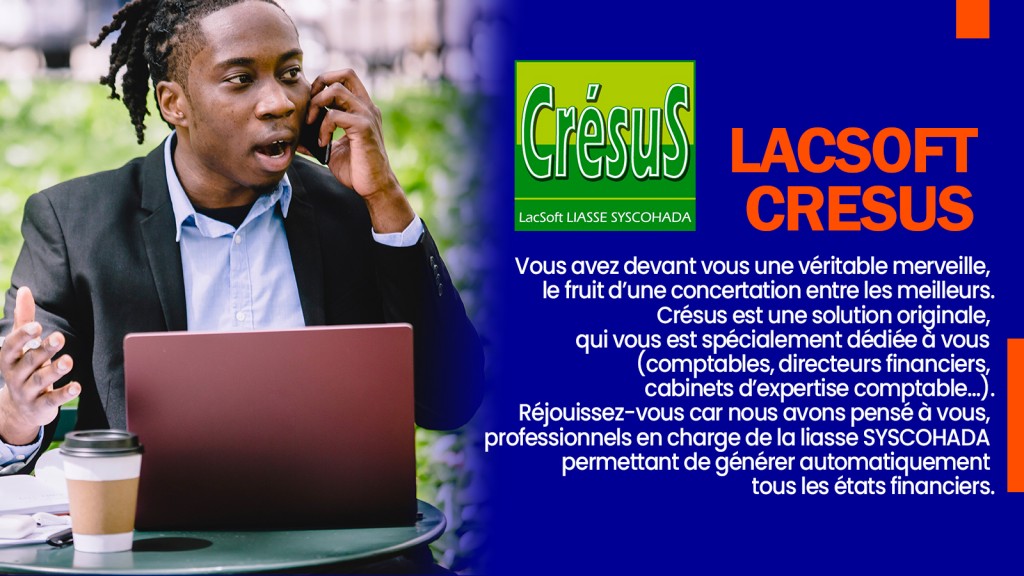 CrésuS
LacSoft LIASSE SYSCOHADA
LACSOFT
CRESUS
Vous avez devant vous une véritable merveille,
le fruit d’une concertation entre les meilleurs.
Crésus est une solution originale,
qui vous est spécialement dédiée à vous
(comptables, directeurs financiers,
cabinets d’expertise comptable...).
Réjouissez-vous car nous avons pensé à vous,
professionnels en charge de la liasse SYSCOHADA
permettant de générer automatiquement
tous les états financiers.